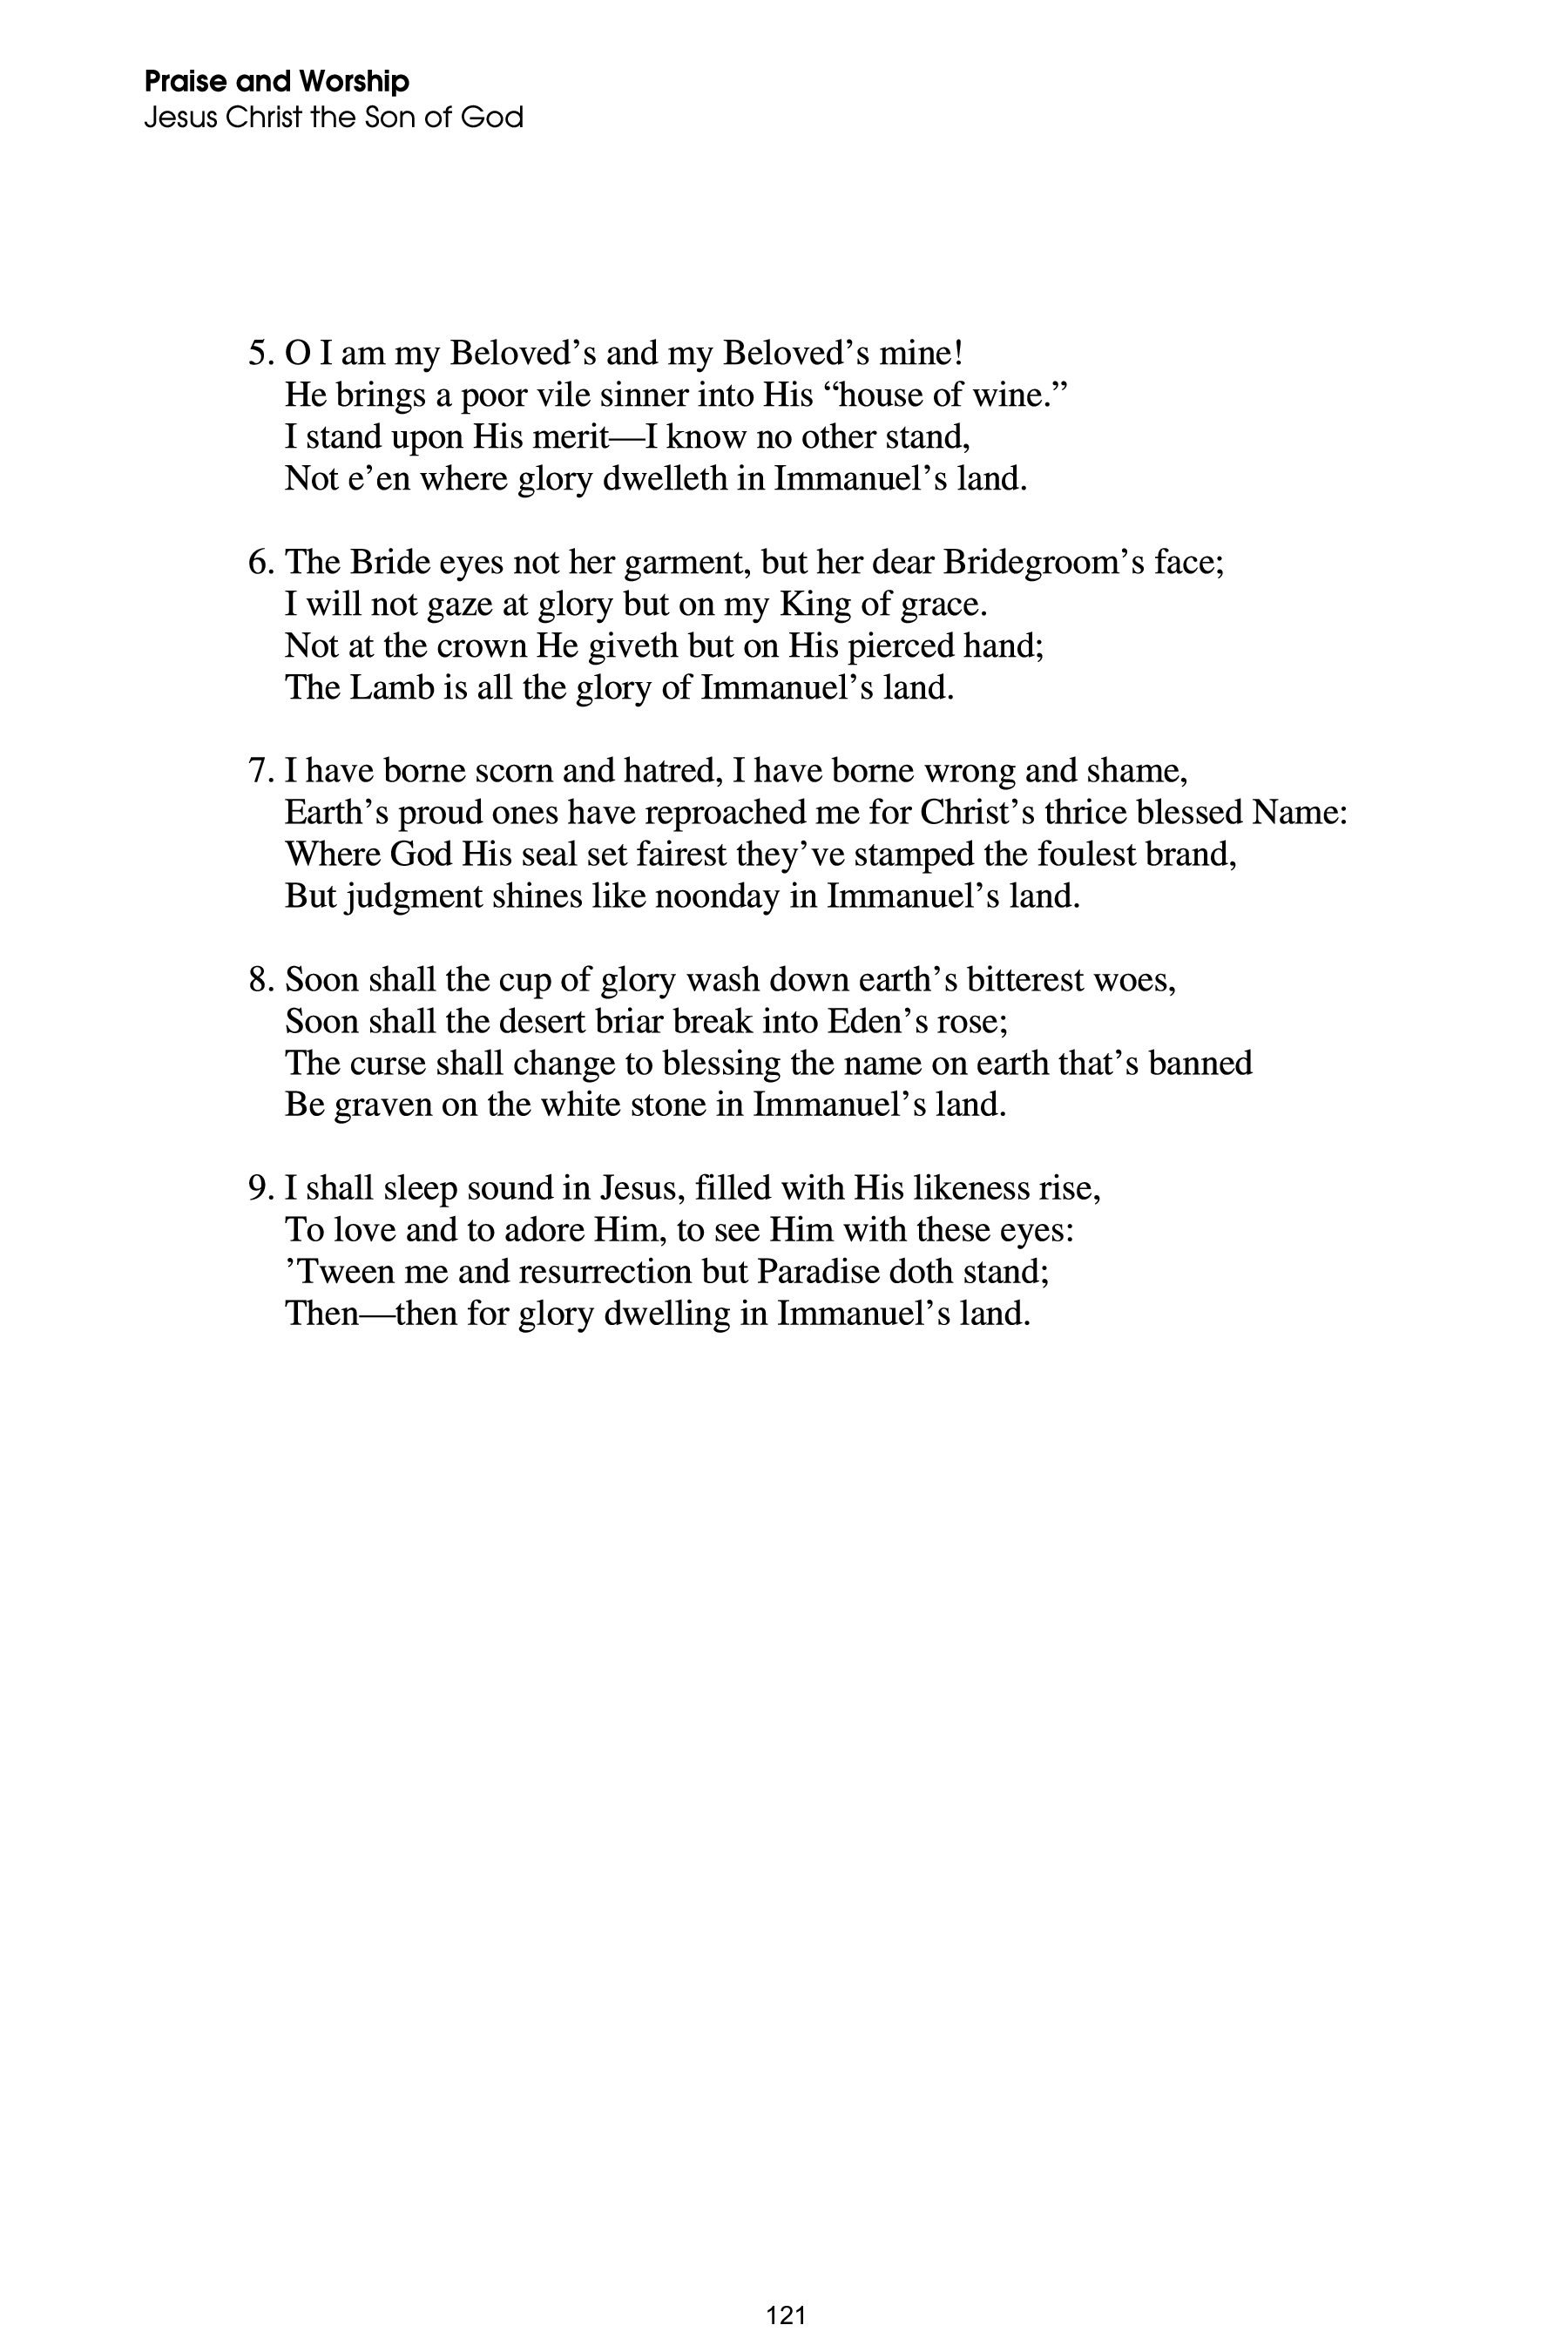 Praise and Worship
Jesus Christ the Son of God
5. O I am my Beloved’s and my Beloved’s mine!
He brings a poor vile sinner into His “house of wine.”
I stand upon His merit—I know no other stand,
Not e’en where glory dwelleth in Immanuel’s land.
6. The Bride eyes not her garment, but her dear Bridegroom’s face;
I will not gaze at glory but on my King of grace.
Not at the crown He giveth but on His pierced hand;
The Lamb is all the glory of Immanuel’s land.
7. I have borne scorn and hatred, I have borne wrong and shame,
Earth’s proud ones have reproached me for Christ’s thrice blessed Name:
Where God His seal set fairest they’ve stamped the foulest brand,
But judgment shines like noonday in Immanuel’s land.
8. Soon shall the cup of glory wash down earth’s bitterest woes,
Soon shall the desert briar break into Eden’s rose;
The curse shall change to blessing the name on earth that’s banned
Be graven on the white stone in Immanuel’s land.
9. I shall sleep sound in Jesus, filled with His likeness rise,
To love and to adore Him, to see Him with these eyes:
’Tween me and resurrection but Paradise doth stand;
Then—then for glory dwelling in Immanuel’s land.
121